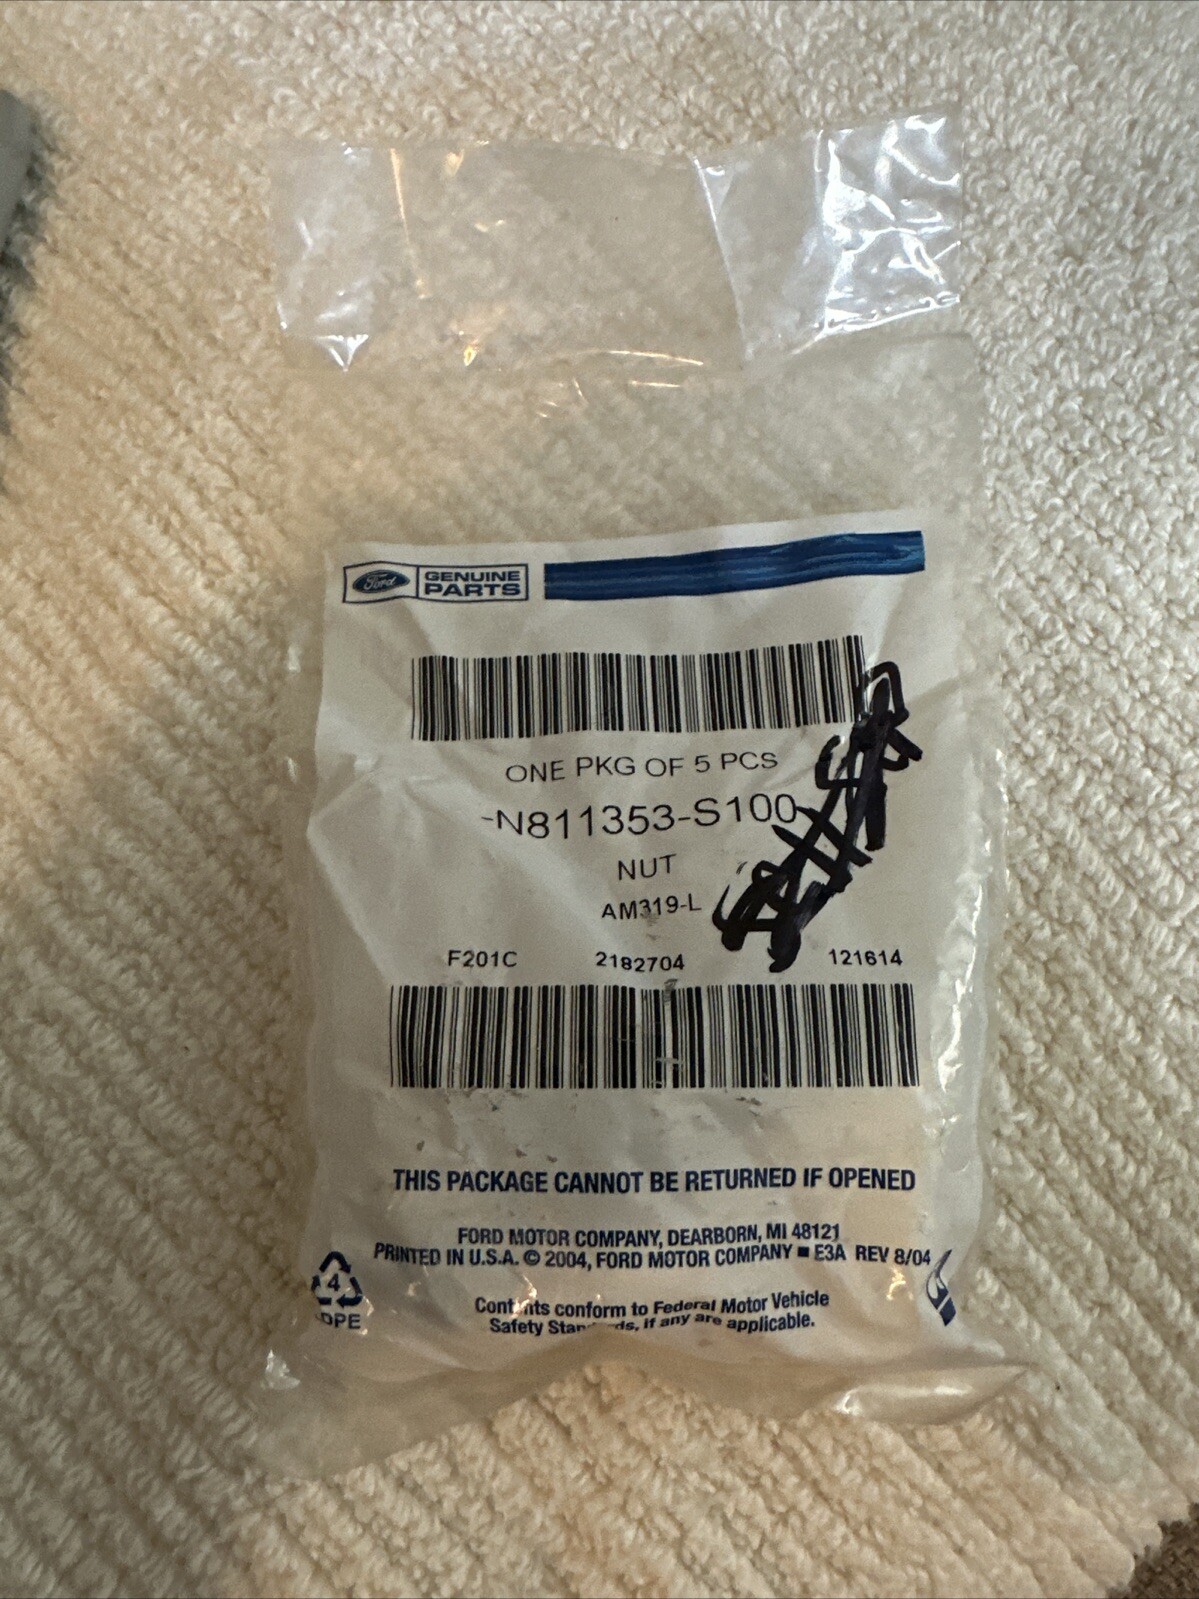 Ford GENUINE PARTS
ONE PKG OF 5 PCS
-N811353-S100
NUT
AM319-L
F201C 2182704 121614
THIS PACKAGE CANNOT BE RETURNED IF OPENED
FORD MOTOR COMPANY, DEARBORN, MI 48121
PRINTED IN U.S.A. © 2004, FORD MOTOR COMPANY ■ E3A REV 8/04
4
DPE
conform to Federal Motor Vehicle
Safety if any are applicable.